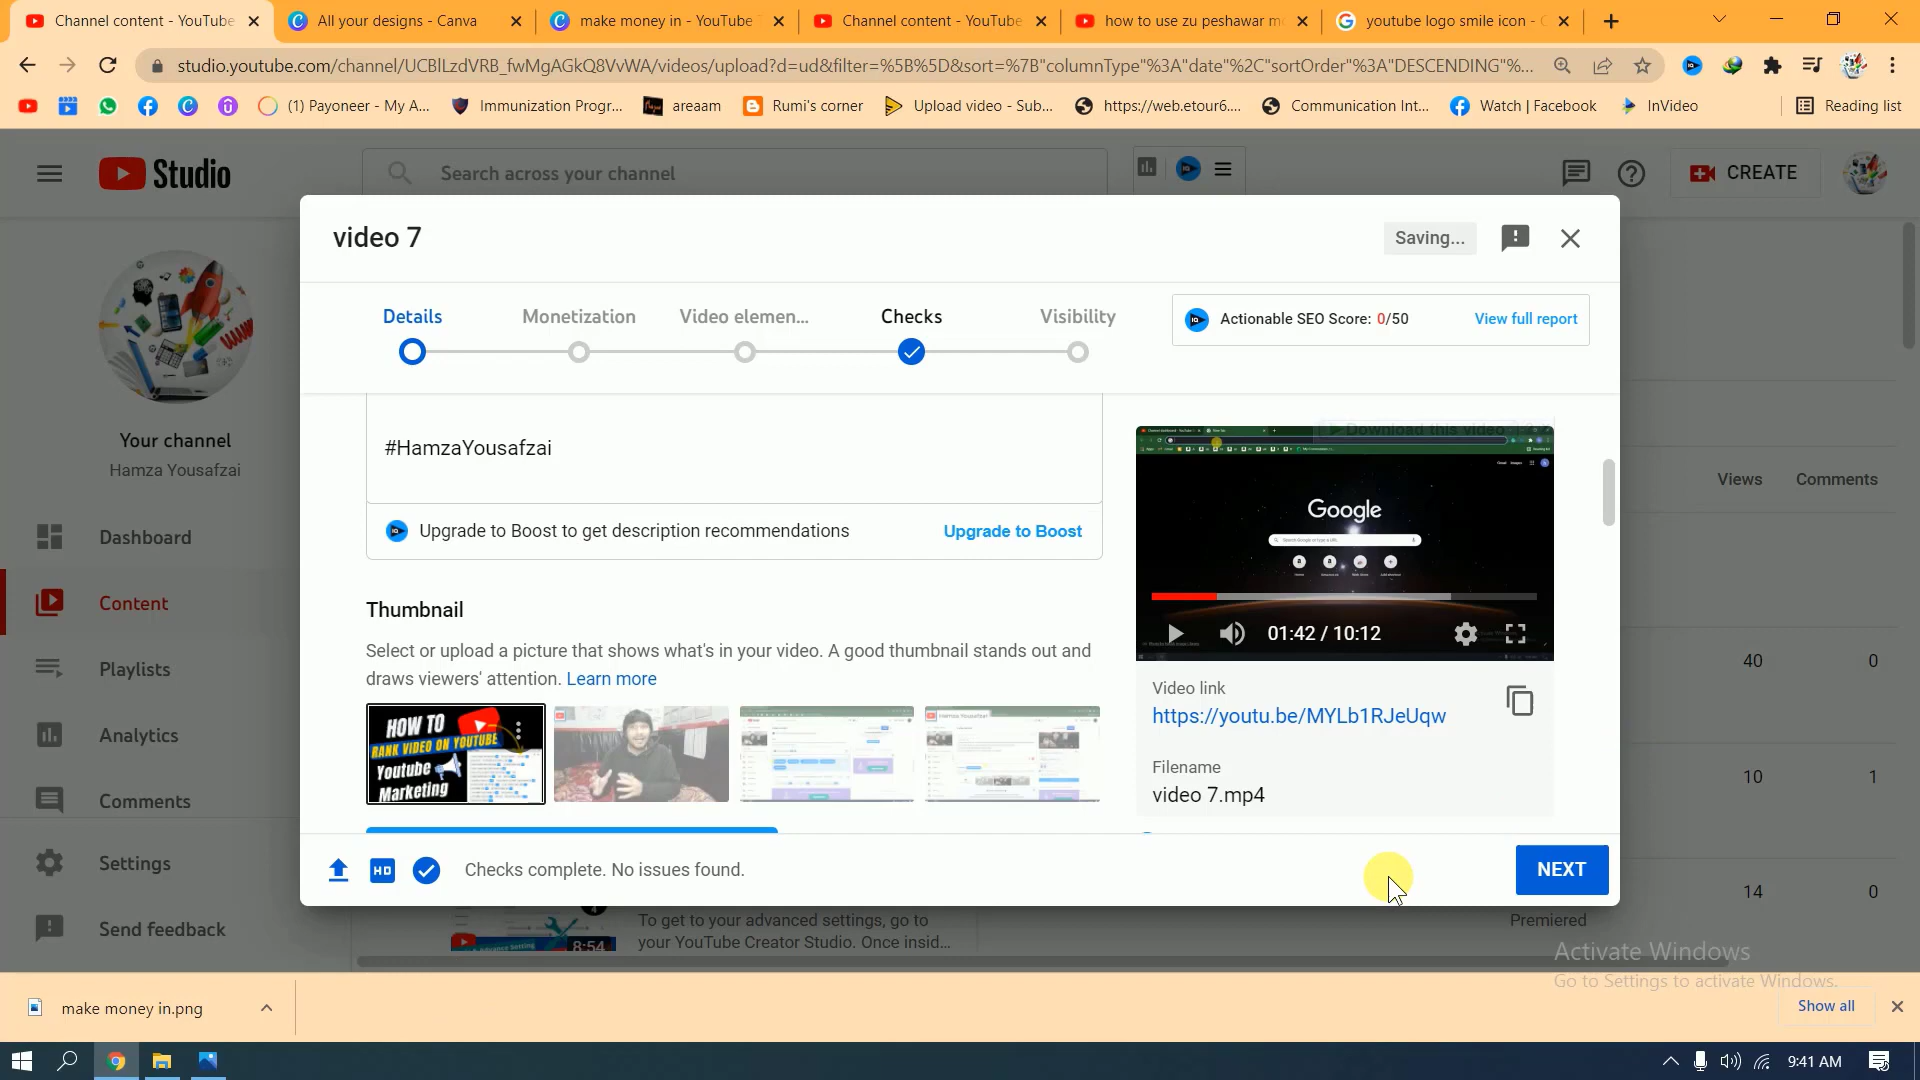 Channel content - YouTube
All your designs - Canva
make money in - YouTube T
Channel content - YouTube
how to use zu peshawar m
youtube logo smile icon - G
studio.youtube.com/channel/UCBlLzdVRB_fwMgAGkQ8VvWA/videos/upload?d=ud&filter=%5B%5D&sort=%7B"columnType"%3A"date"%2C"sortOrder"%3A"DESCENDING"%...
(1) Payoneer - My A...
Immunization Progr...
areaam
Rumi's corner
Upload video - Sub...
https://web.etour6....
Communication Int...
Watch | Facebook
InVideo
Reading list
Studio
Search across your channel
CREATE
video 7
Saving...
Details
Monetization
Video elemen...
Checks
Visibility
Actionable SEO Score: 0/50
View full report
Your channel
Hamza Yousafzai
Dashboard
Content
Playlists
Analytics
Comments
Settings
Send feedback
#HamzaYousafzai
Upgrade to Boost to get description recommendations
Upgrade to Boost
Thumbnail
Select or upload a picture that shows what's in your video. A good thumbnail stands out and
draws viewers' attention. Learn more
HOW TO
RANK VIDEO ON YOUTUBE
Youtube
Marketing
Hamza Yousafzai
Download this video
Google
01:42 / 10:12
Video link
https://youtu.be/MYLb1RJeUqw
Filename
video 7.mp4
Views
Comments
40
0
10
1
14
0
HD
Checks complete. No issues found.
NEXT
To get to your advanced settings, go to
your YouTube Creator Studio. Once insid...
8:54
Premiered
Activate Windows
Go to Settings to activate Windows.
make money in.png
Show all
9:41 AM